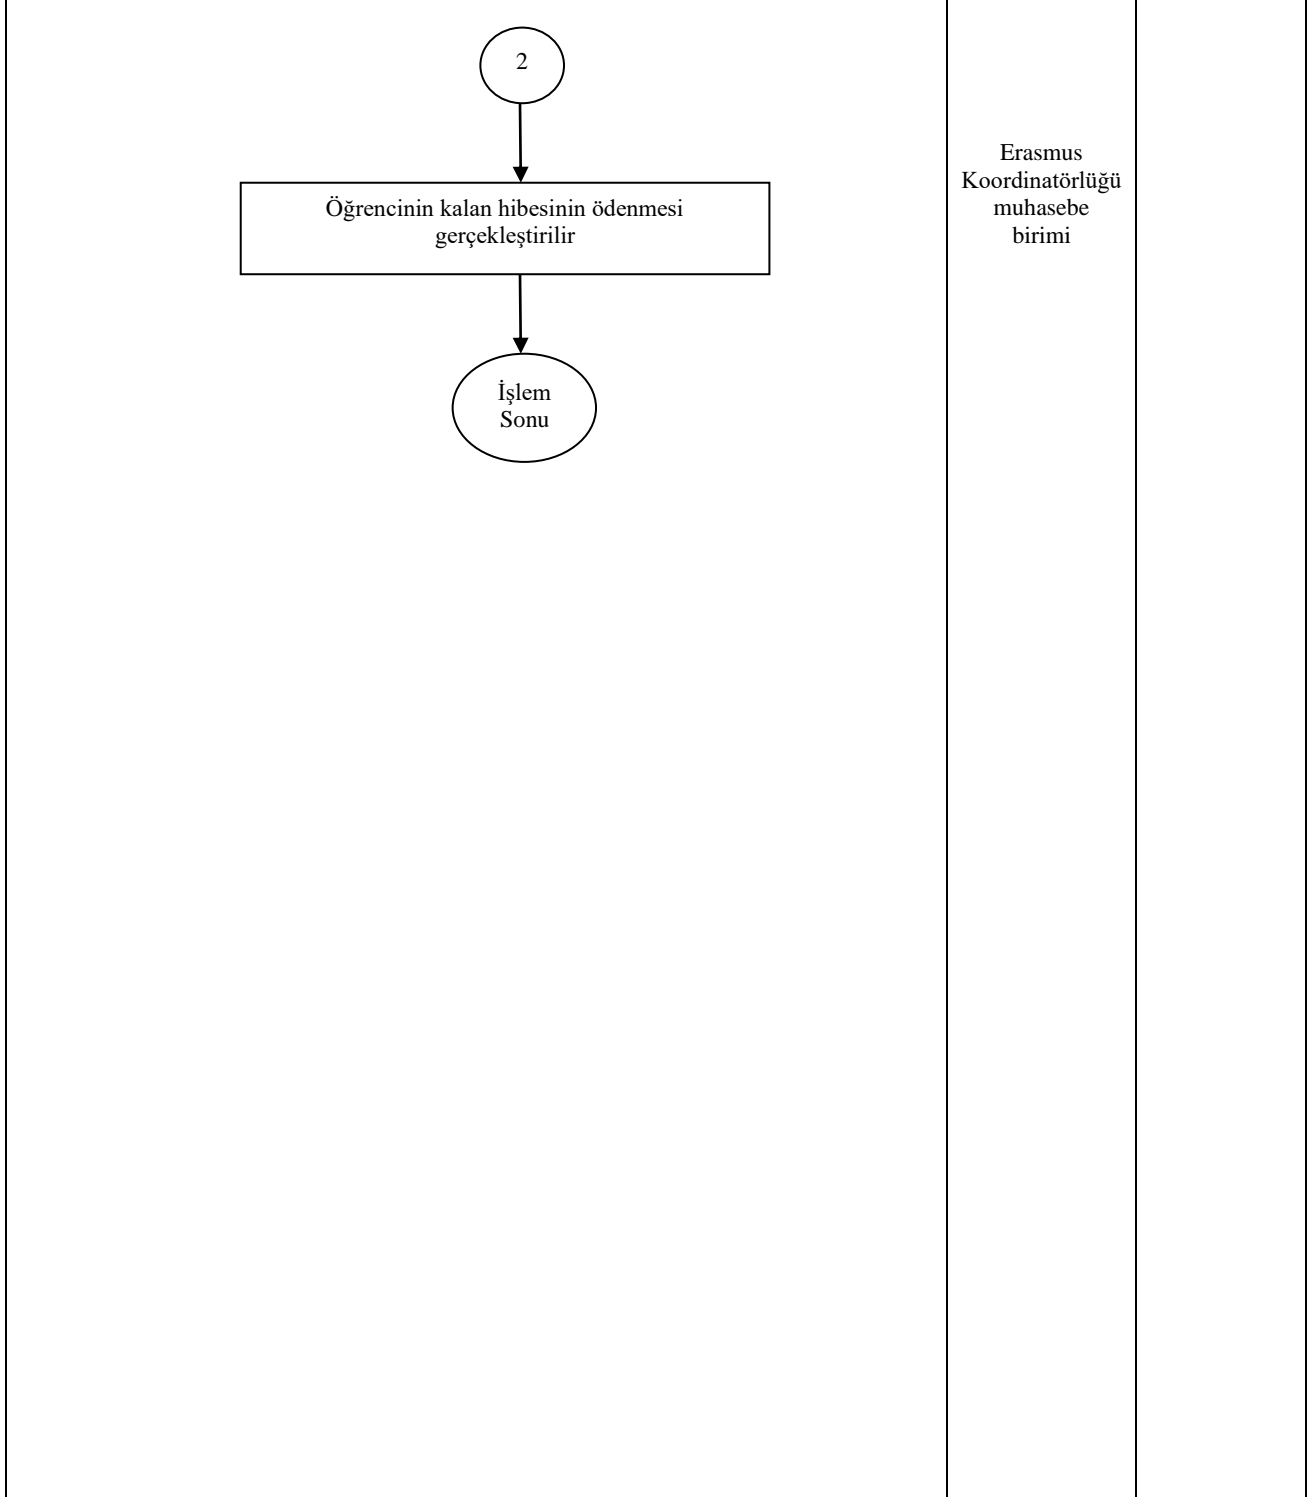 2
Öğrencinin kalan hibesinin ödenmesi
gerçekleştirilir
İşlem
Sonu
Erasmus
Koordinatörlüğü
muhasebe
birimi